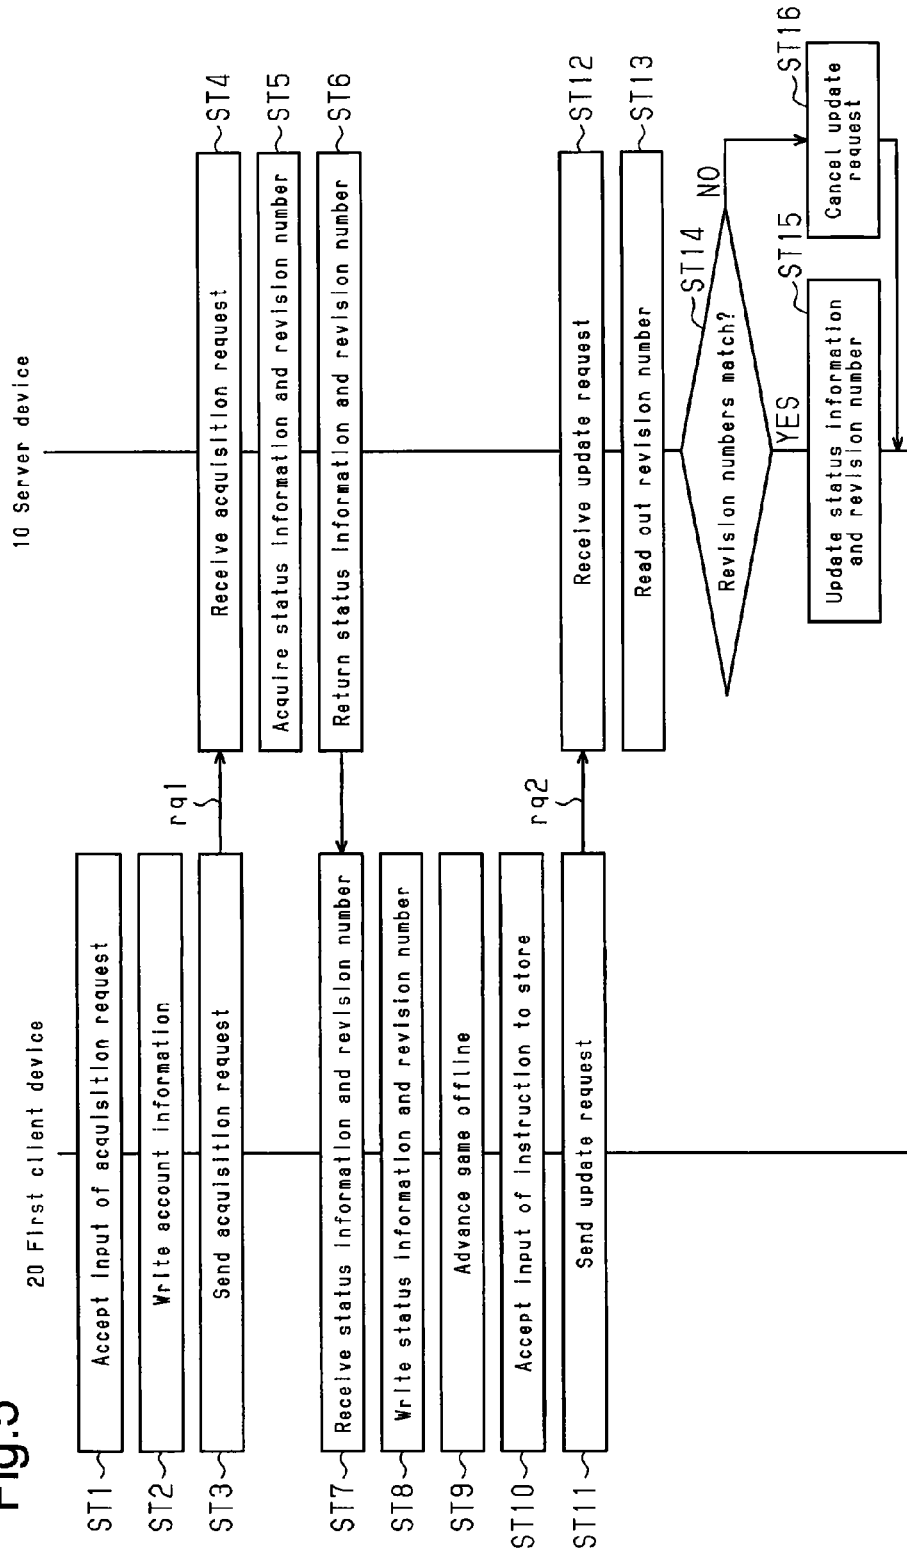 Fig.5
20 First client device
10 Server device
ST1
Accept input of acquisition request
ST2
Write account information
ST3
Send acquisition request
rq1
Receive acquisition request
ST4
Acquire status information and revision number
ST5
Return status information and revision number
ST6
ST7
Receive status information and revision number
ST8
Write status information and revision number
ST9
Advance game offline
ST10
Accept input of instruction to store
ST11
Send update request
rq2
Receive update request
ST12
Read out revision number
ST13
Revision numbers match?
ST14
NO
YES
Update status information
and revision number
ST15
Cancel update
request
ST16